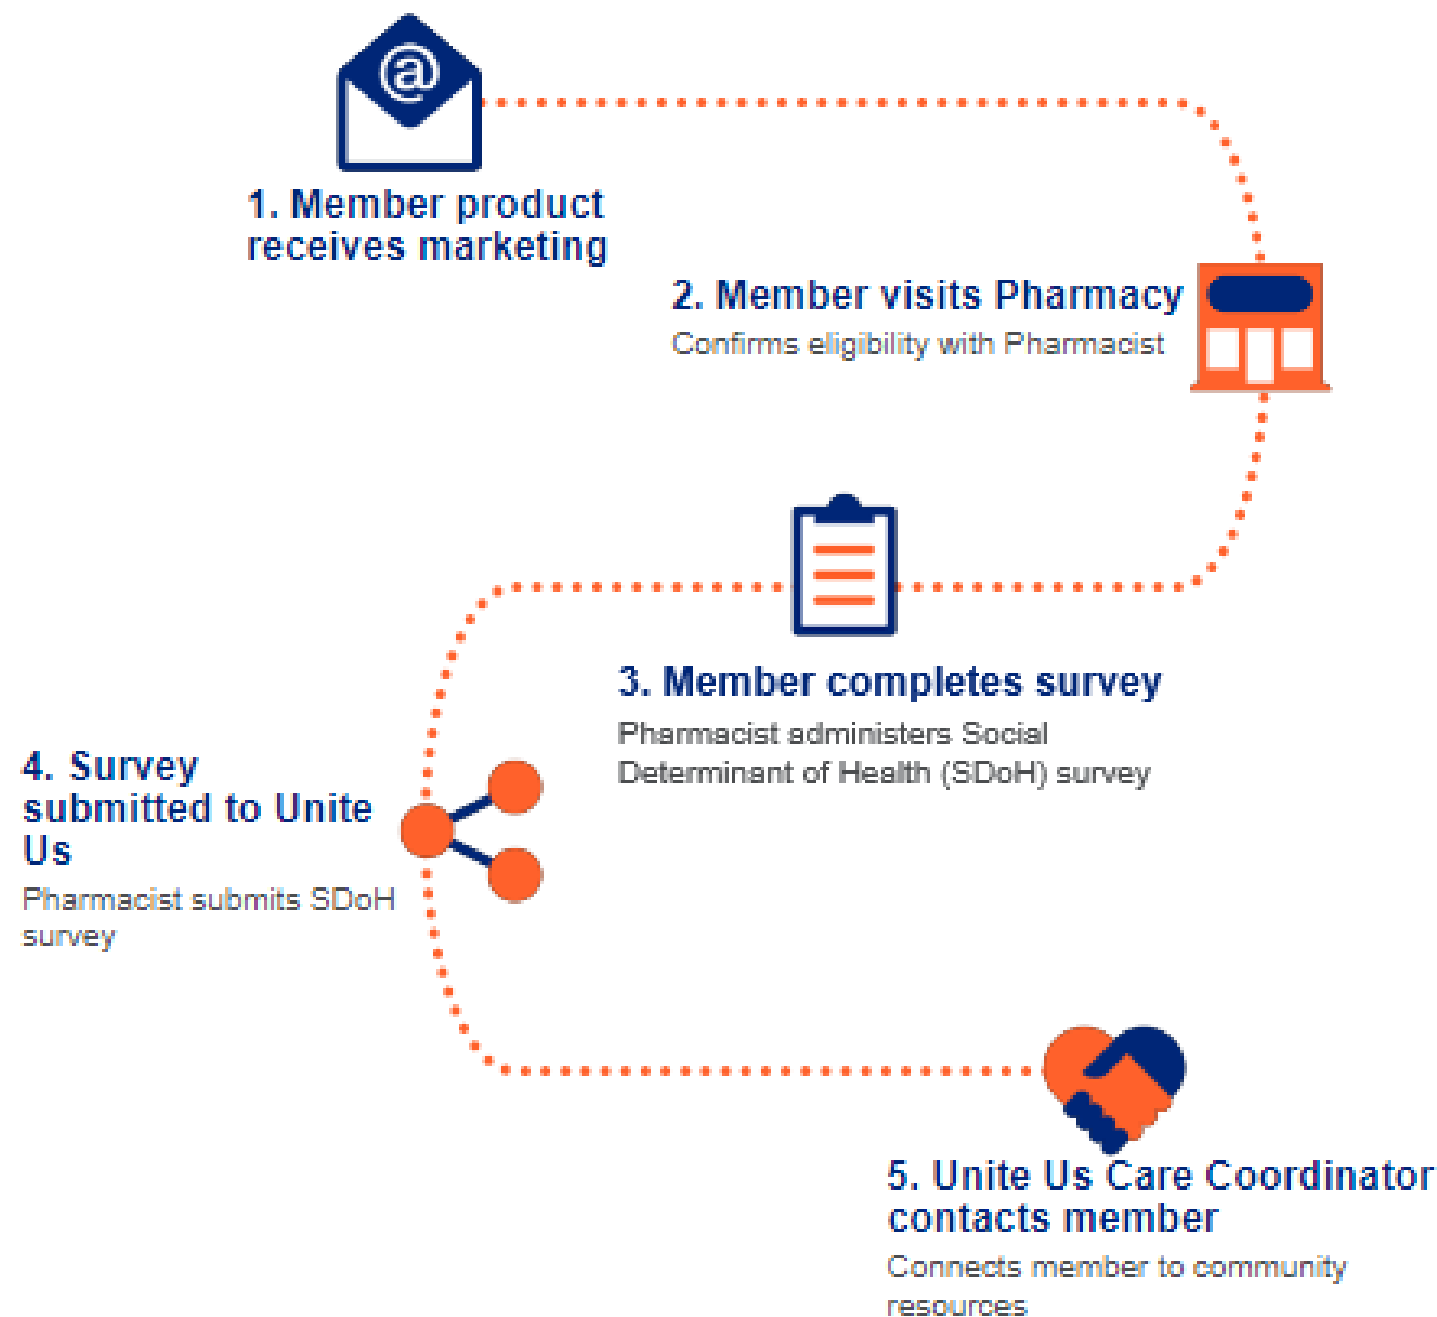 @
1. Member product
receives marketing
2. Member visits Pharmacy
Confirms eligibility with Pharmacist
3. Member completes survey
Pharmacist administers Social
Determinant of Health (SDoH) survey
4. Survey
submitted to Unite
Us
Pharmacist submits SDoH
survey
5. Unite Us Care Coordinator
contacts member
Connects member to community
resources